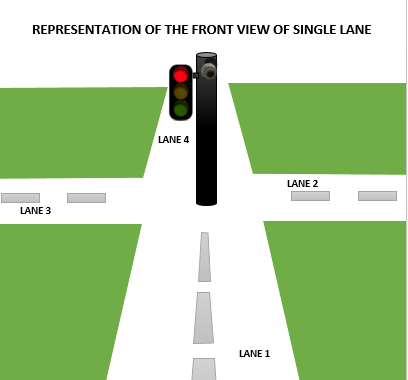 REPRESENTATION OF THE FRONT VIEW OF SINGLE LANE
LANE 4
LANE 2
LANE 3
LANE 1